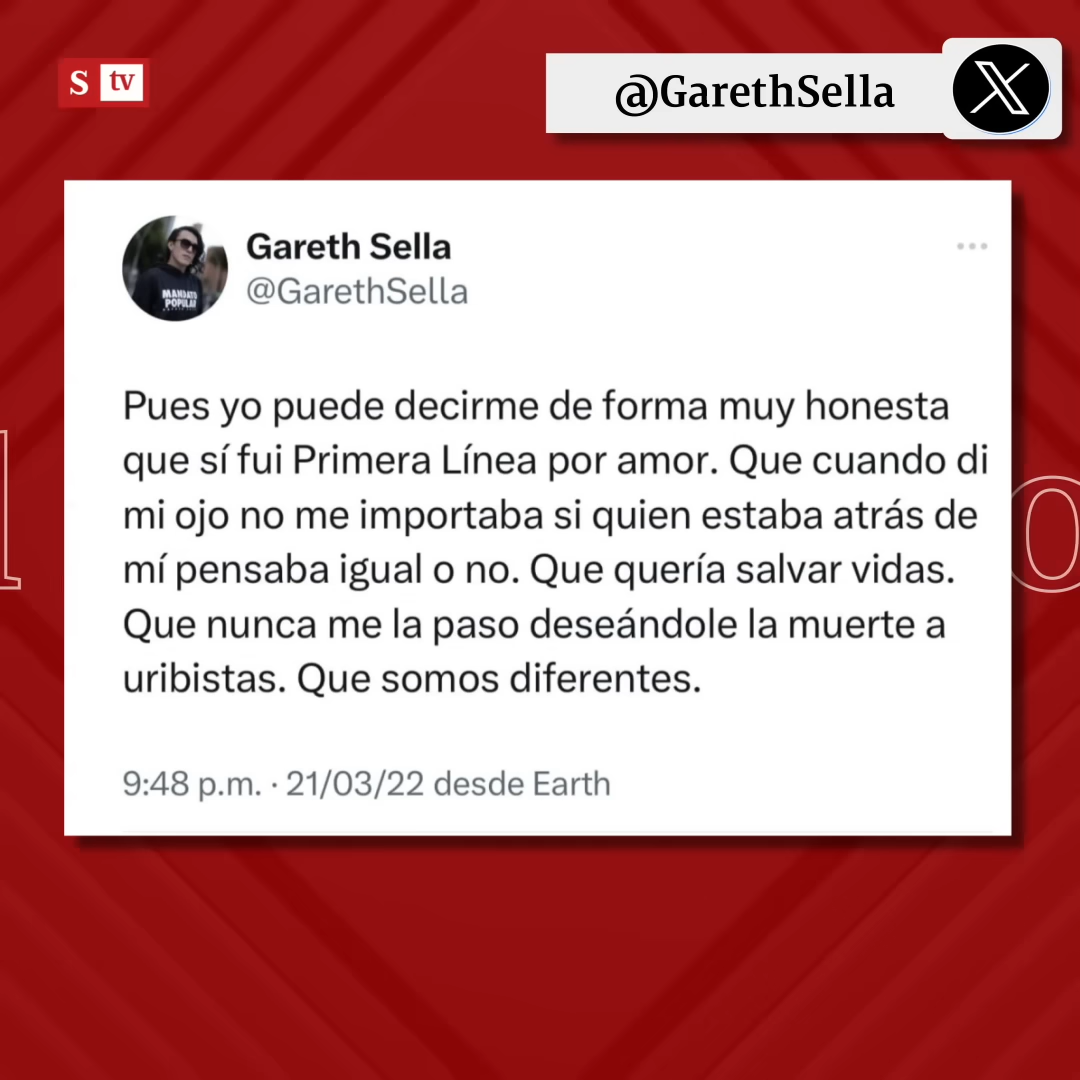 S tv
@GarethSella
Gareth Sella
@GarethSella
MANDATO
POPULAR
Pues yo puede decirme de forma muy honesta
que sí fui Primera Línea por amor. Que cuando di
mi ojo no me importaba si quien estaba atrás de
mí pensaba igual o no. Que quería salvar vidas.
Que nunca me la paso deseándole la muerte a
uribistas. Que somos diferentes.
9:48 p.m. · 21/03/22 desde Earth